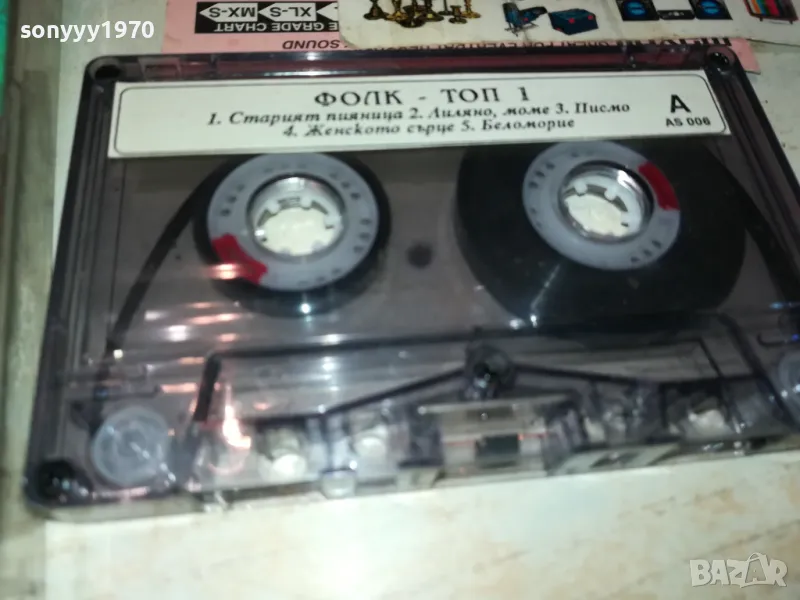 sonyyy1970
XL-S
MX-S
E GRADE CHART
SOUND
ФОЛК - ТОП 1
1. Старият пияница 2. Лиляно, моме 3. Писмо
4. Женското сърце 5. Беломорие
A
AS 006
BAZAR